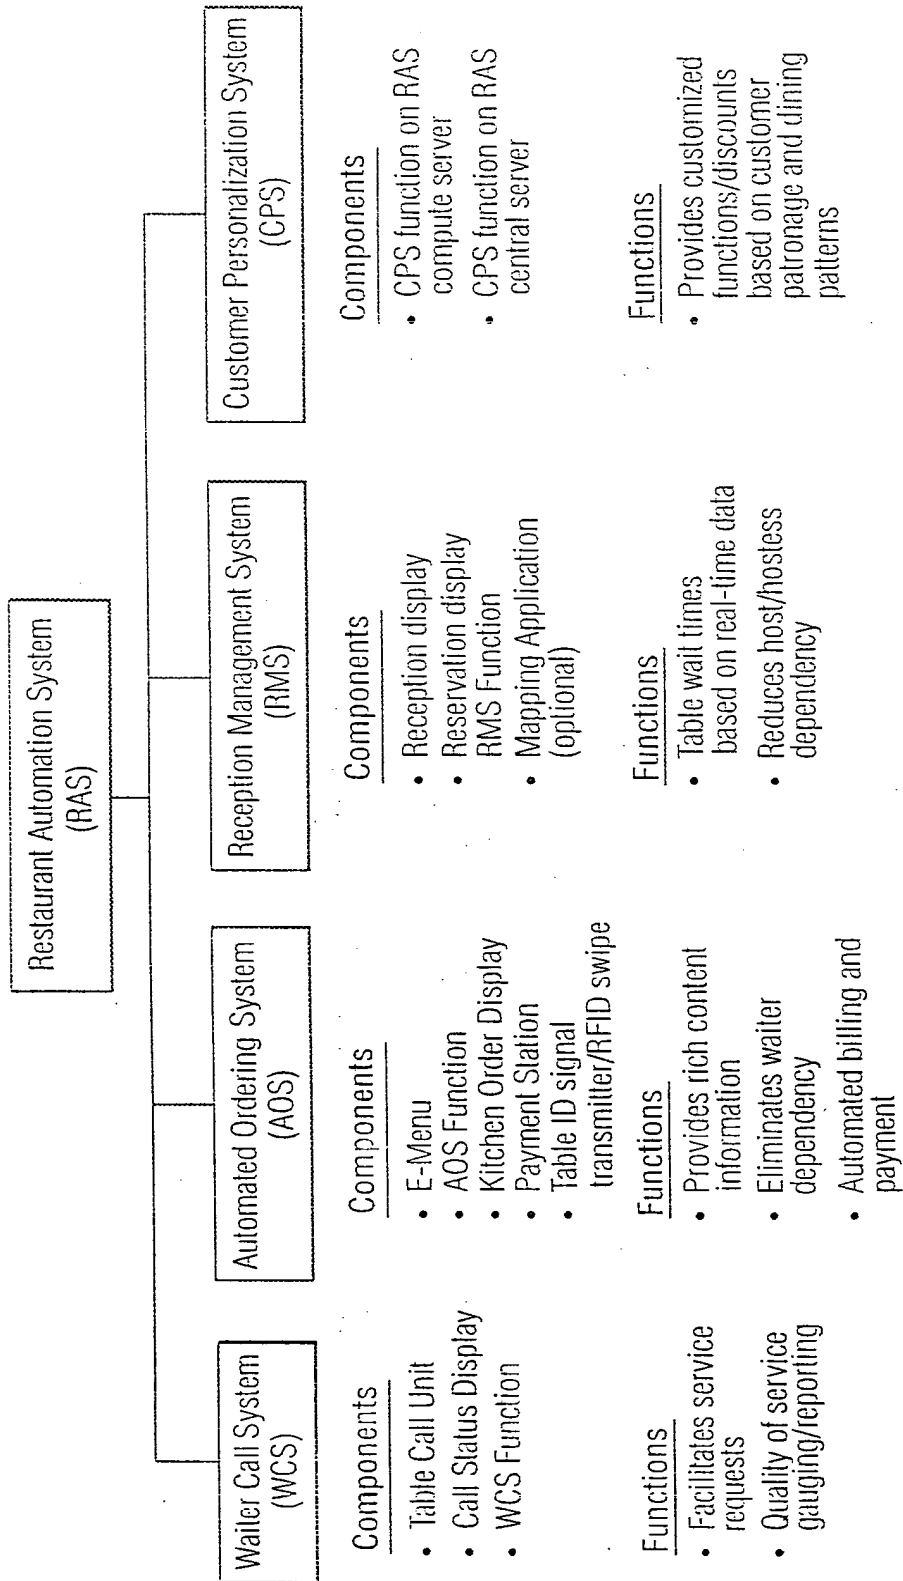 Restaurant Automation System
(RAS)
Waiter Call System
(WCS)
Components
• Table Call Unit
• Call Status Display
• WCS Function
Functions
• Facilitates service
requests
• Quality of service
gauging/reporting
Automated Ordering System
(AOS)
Components
• E-Menu
• AOS Function
• Kitchen Order Display
• Payment Station
• Table ID signal
transmitter/RFID swipe
Functions
• Provides rich content
information
• Eliminates waiter
dependency
• Automated billing and
payment
Reception Management System
(RMS)
Components
• Reception display
• Reservation display
RMS Function
• Mapping Application
(optional)
Functions
• Table wait times
based on real-time data
• Reduces host/hostess
dependency
Customer Personalization System
(CPS)
Components
• CPS function on RAS
compute server
• CPS function on RAS
central server
Functions
• Provides customized
functions/discounts
based on customer
patronage and dining
patterns